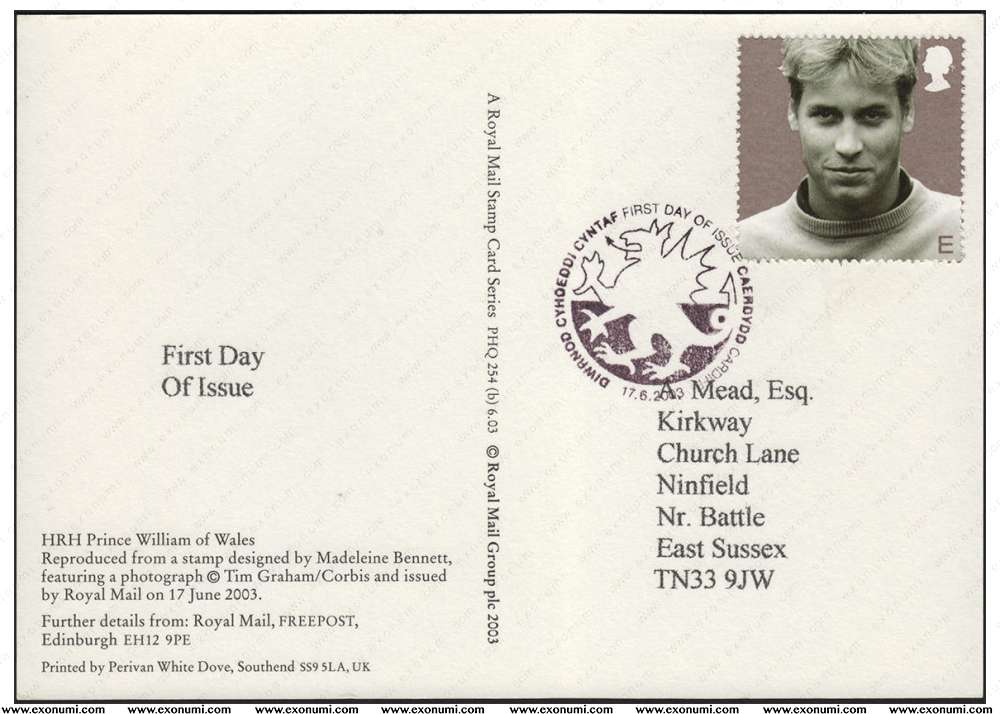 E
DIWRNOD CYHOEDDI CYNTAF FIRST DAY OF ISSUE CAERDYDD CARDIFF
17.6.2003
First Day
Of Issue
A Royal Mail Stamp Card Series PHQ 254 (b) 6.03 © Royal Mail Group plc 2003
A. Mead, Esq.
Kirkway
Church Lane
Ninfield
Nr. Battle
East Sussex
TN33 9JW
HRH Prince William of Wales
Reproduced from a stamp designed by Madeleine Bennett,
featuring a photograph © Tim Graham/Corbis and issued
by Royal Mail on 17 June 2003.
Further details from: Royal Mail, FREEPOST,
Edinburgh EH12 9PE
Printed by Perivan White Dove, Southend SS9 5LA, UK
www.exonumi.com www.exonumi.com www.exonumi.com www.exonumi.com www.exonumi.com www.exonumi.com www.exonumi.com www.exonumi.com